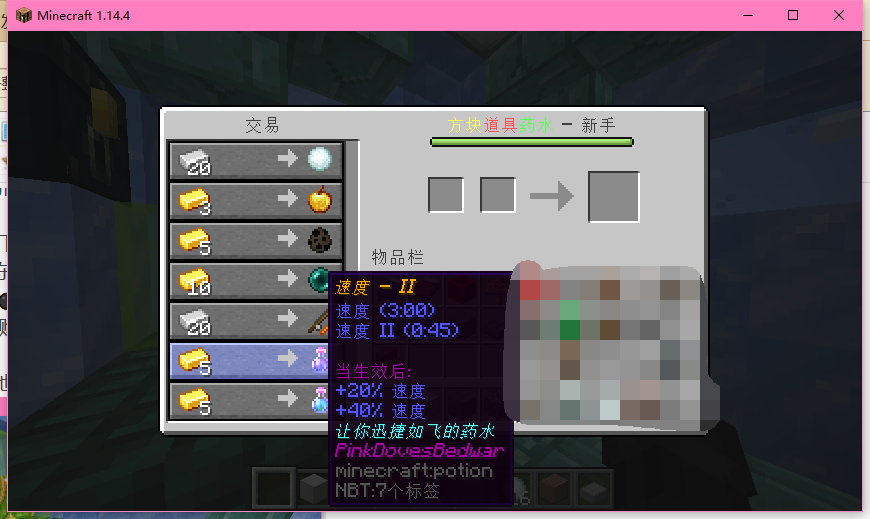 Minecraft 1.14.4
交易
方块道具药水 - 新手
20
3
5
10
20
5
5
物品栏
速度 - II
速度 (3:00)
速度 II (0:45)
当生效后:
+20% 速度
+40% 速度
让你迅捷如飞的药水
PinkDovesBedwar
minecraft:potion
NBT:7个标签
16